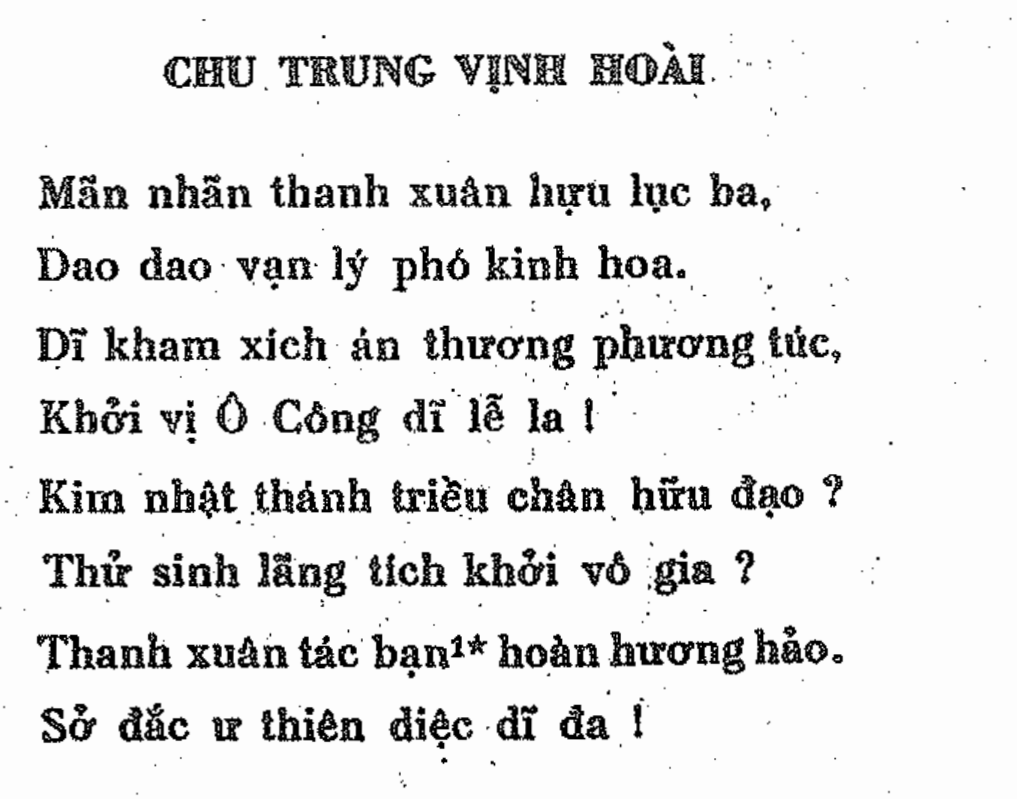 CHU TRUNG VỊNH HOÀI
Mãn nhãn thanh xuân hựu lục ba,
Dao dao vạn lý phó kinh hoa.
Dĩ kham xích án thương phương túc,
Khởi vị Ô Công dĩ lễ la !
Kim nhật thánh triều chân hữu đạo ?
Thử sinh lãng tích khởi vô gia ?
Thanh xuân tác bạn¹* hoàn hương hảo.
Sở đắc ư thiên diệc dĩ đa !